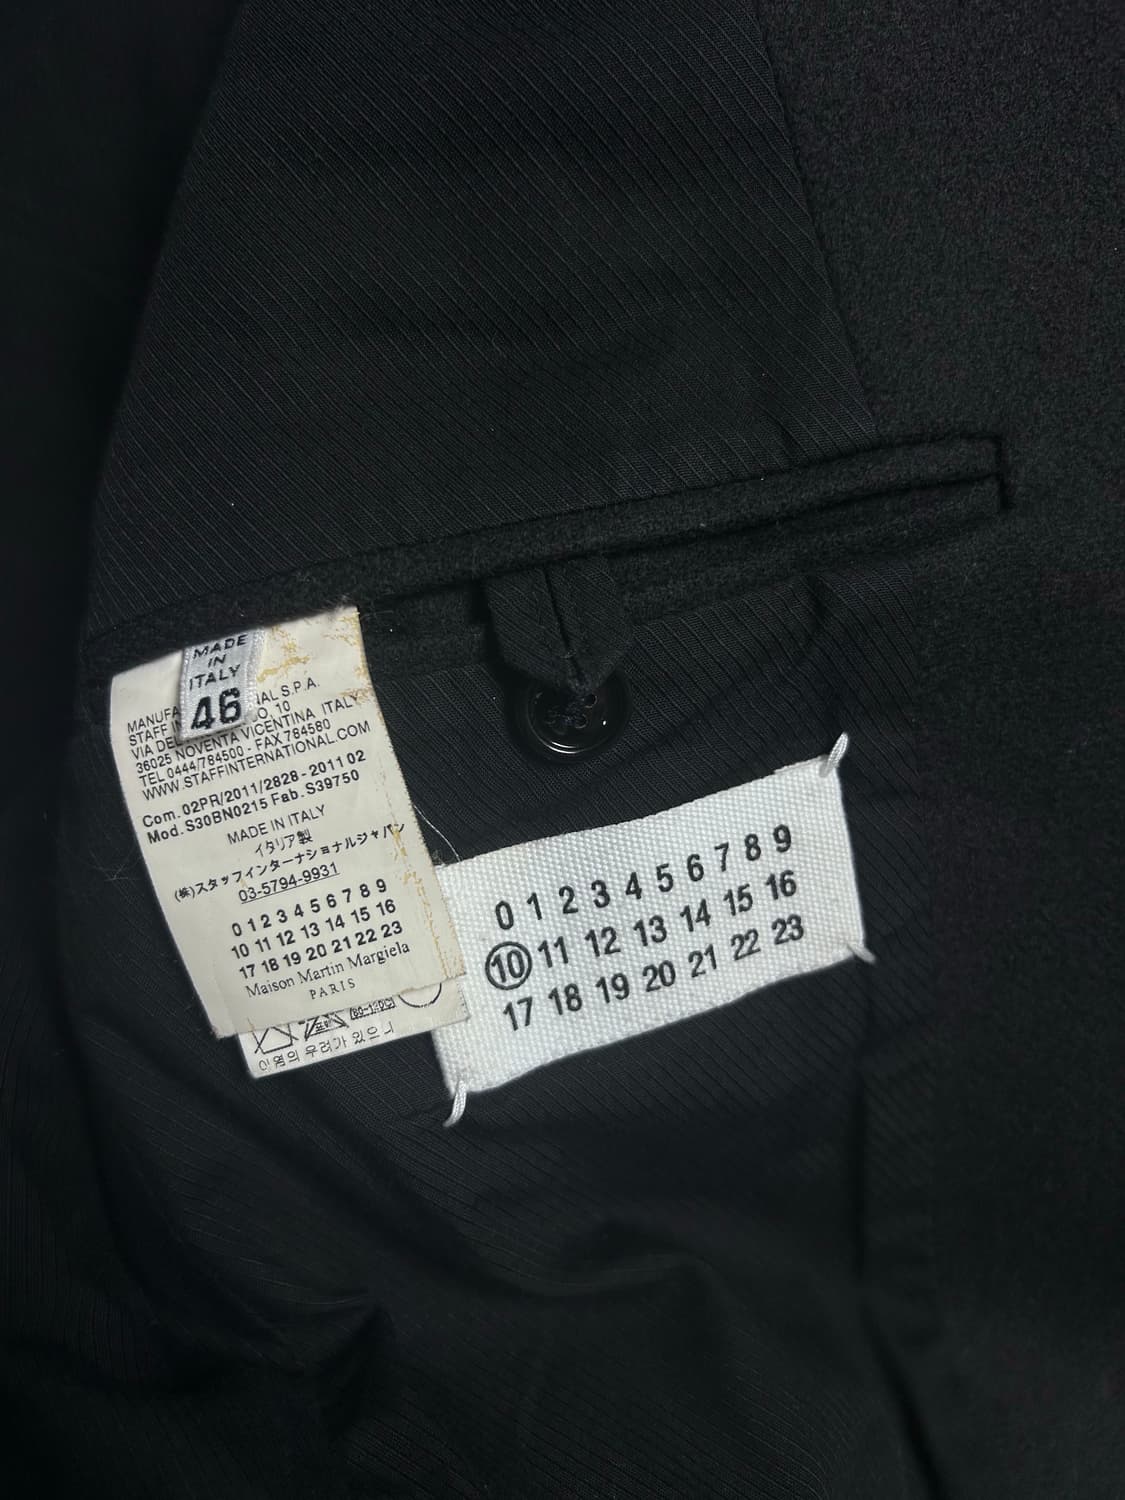 MADE
IN
ITALY
46
STAFF
VIA
36025 NOVENTA VICENTINA ITALY
TEL 0444/784500 - FAX 784580
WWW.STAFFINTERNATIONAL.COM
Com. 02PR/2011/2828 - 2011 02
Mod. S30BN0215 Fab. S39750
MADE IN ITALY
イタリア製
(株)スタッフインターナショナルジャパン
03-5794-9931
0 1 2 3 4 5 6 7 8 9
10 11 12 13 14 15 16
17 18 19 20 21 22 23
Maison Martin Margiela
PARIS
0 1 2 3 4 5 6 7 8 9
10 11 12 13 14 15 16
17 18 19 20 21 22 23